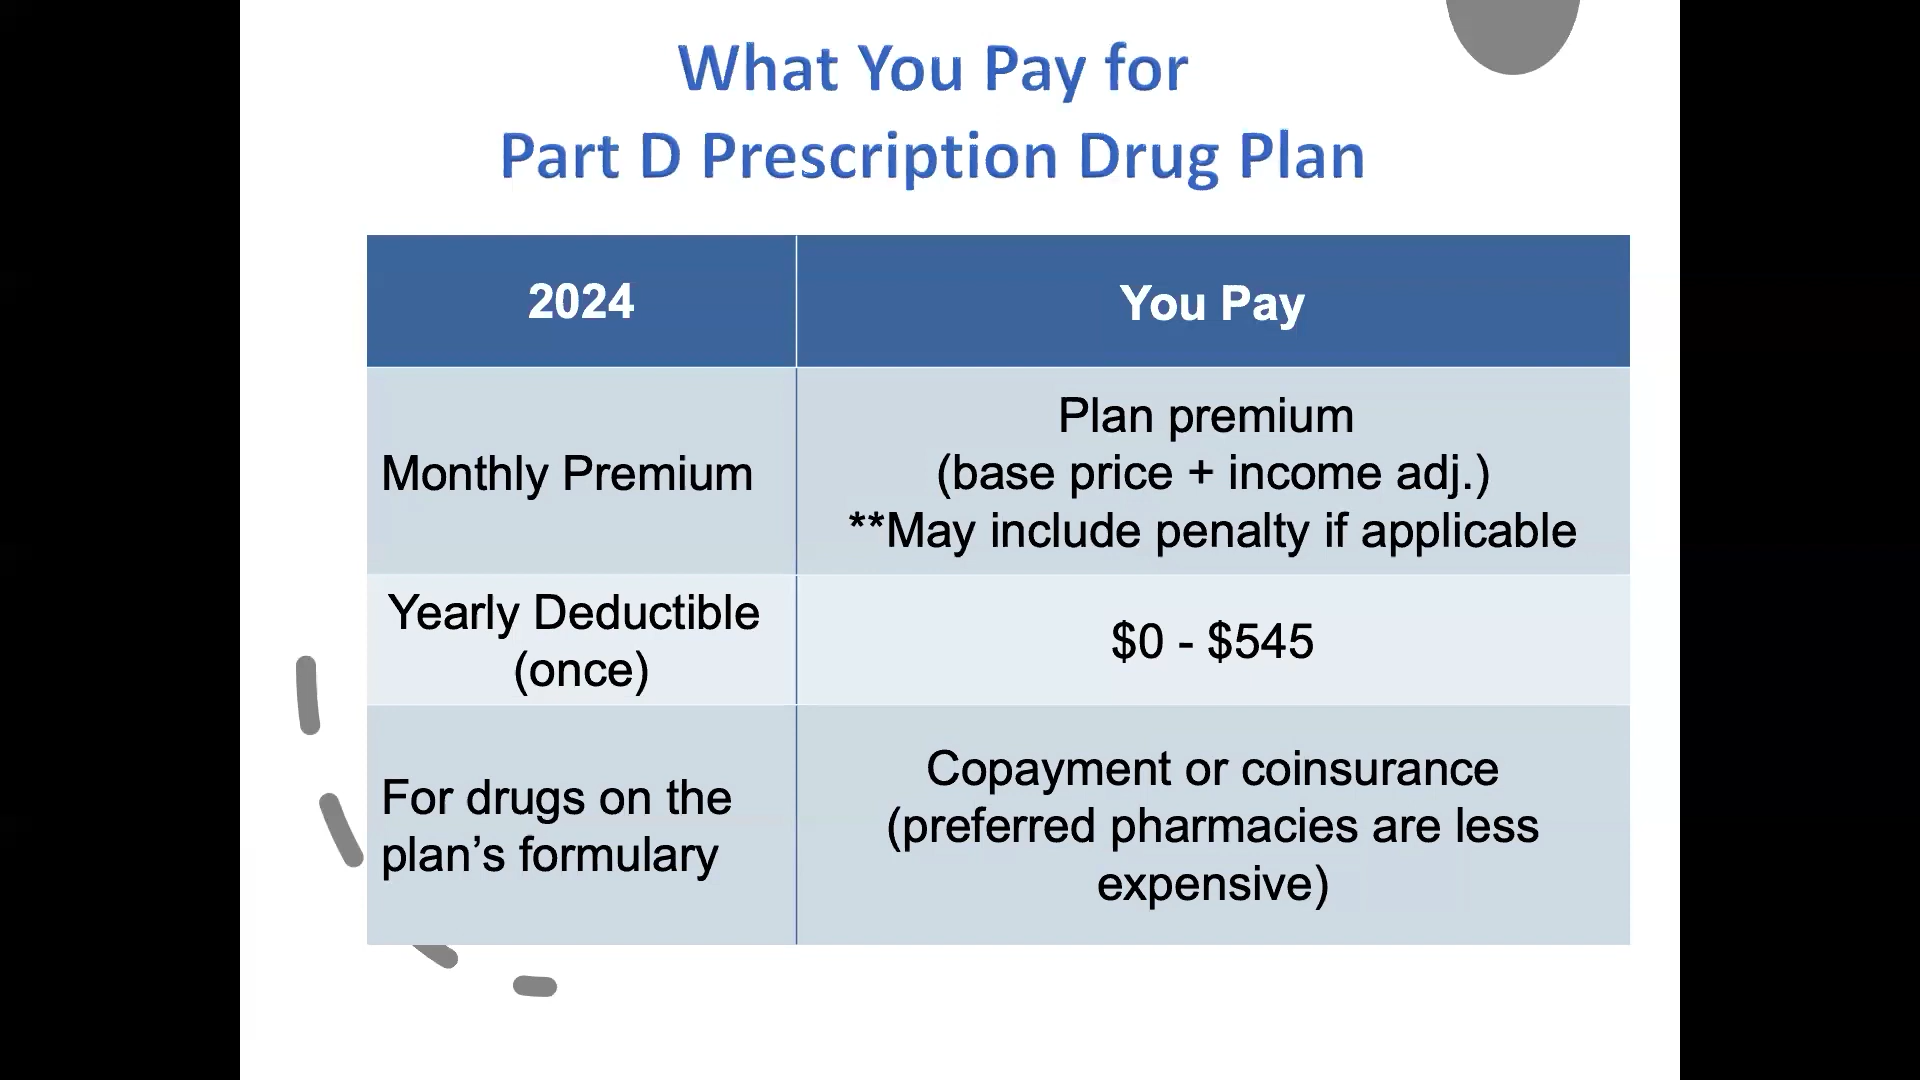 What You Pay for
Part D Prescription Drug Plan
2024
You Pay
Monthly Premium
Plan premium
(base price + income adj.)
**May include penalty if applicable
Yearly Deductible
(once)
$0 - $545
For drugs on the
plan’s formulary
Copayment or coinsurance
(preferred pharmacies are less
expensive)